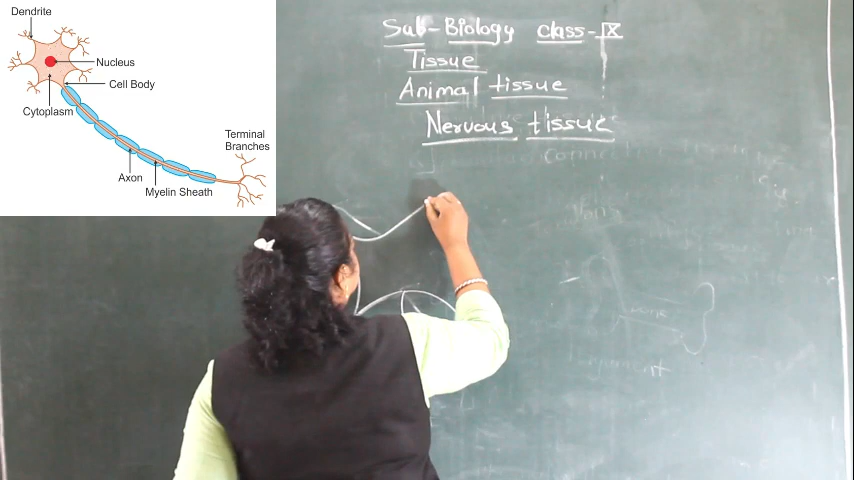 Dendrite
Nucleus
Cell Body
Cytoplasm
Terminal
Branches
Axon
Myelin Sheath
Sub-Biology class-IX
Tissue
Animal tissue
Nervous tissue